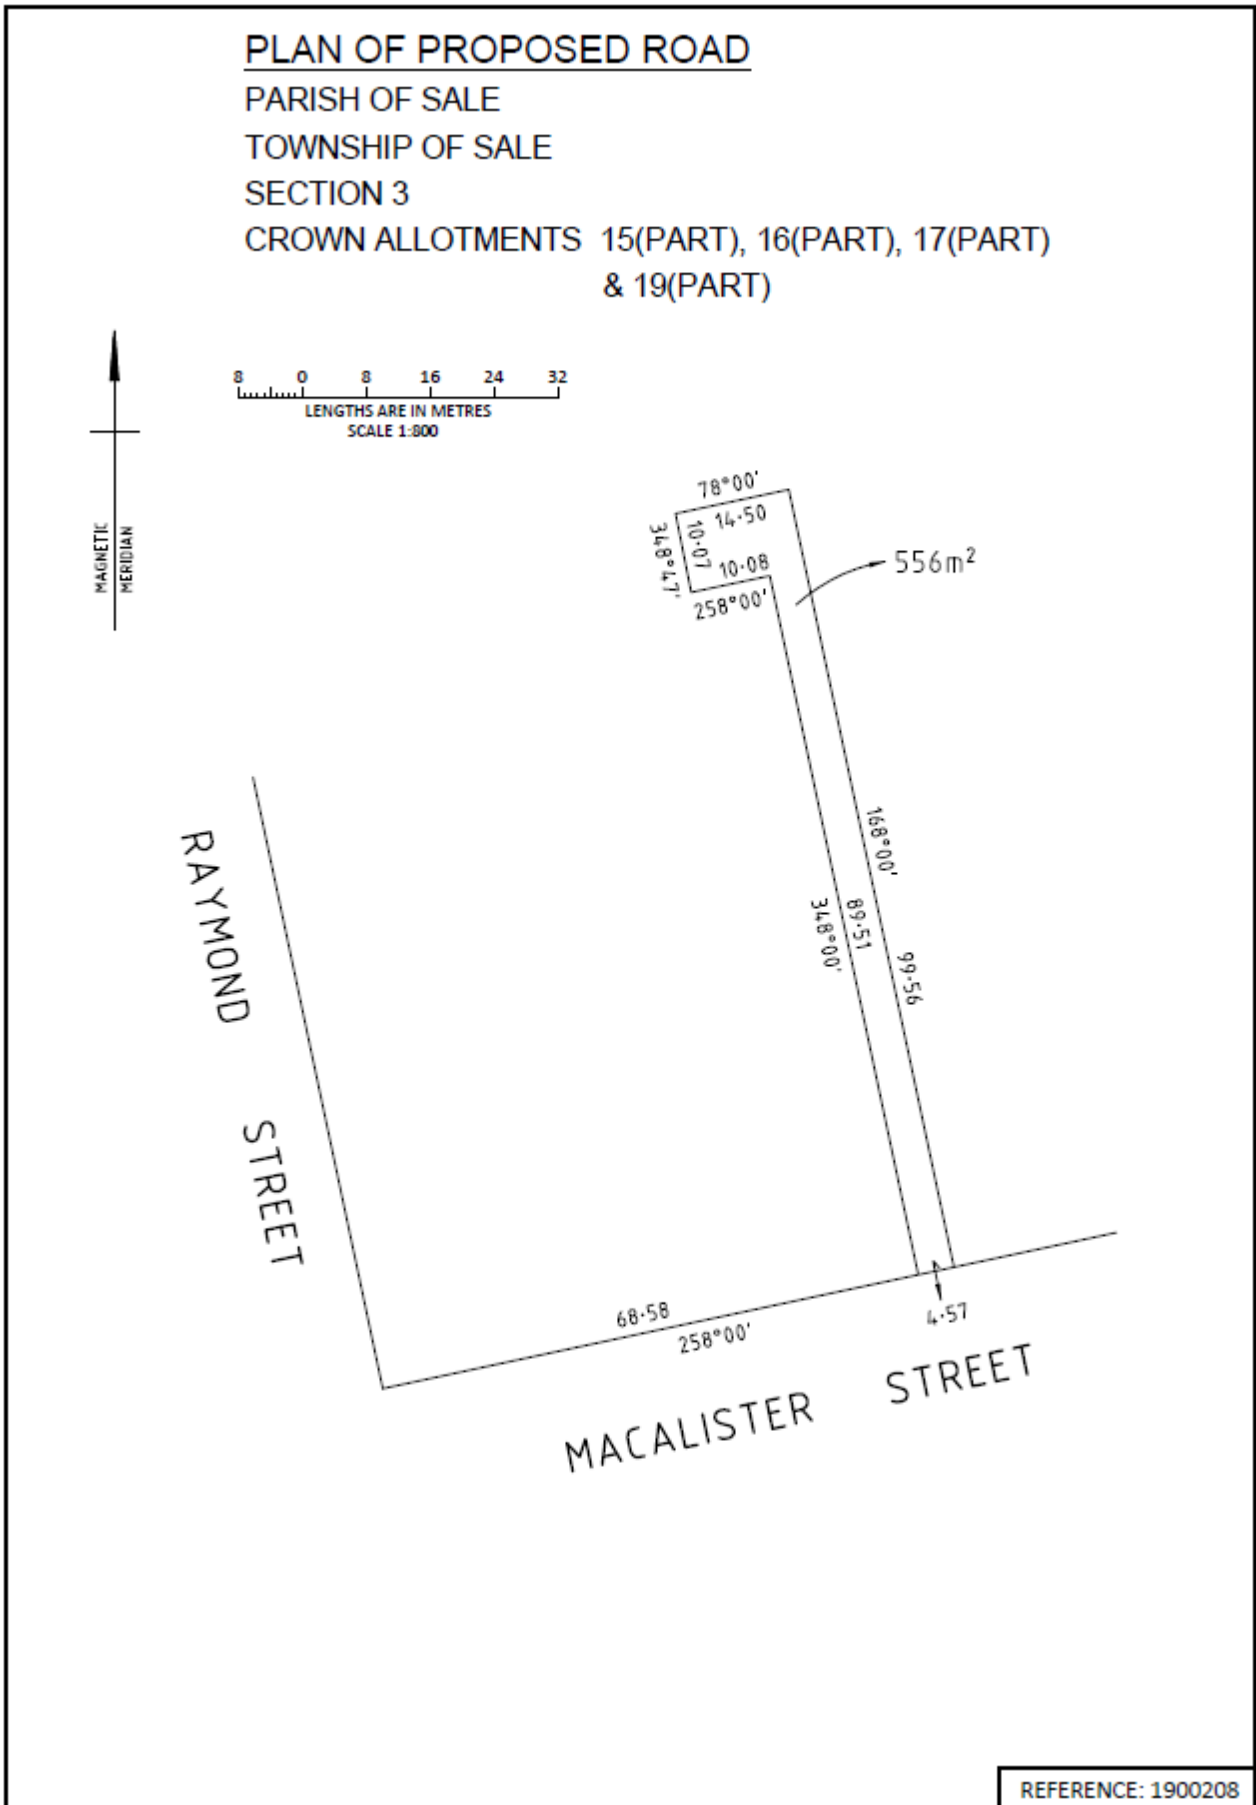 PLAN OF PROPOSED ROAD
PARISH OF SALE
TOWNSHIP OF SALE
SECTION 3
CROWN ALLOTMENTS 15(PART), 16(PART), 17(PART)
& 19(PART)
8 0 8 16 24 32
LENGTHS ARE IN METRES
SCALE 1:800
MAGNETIC
MERIDIAN
78°00'
14·50
348°47'
10·07
10·08
258°00'
556m²
168°00'
99·56
89·51
348°00'
RAYMOND STREET
68·58
258°00'
4·57
MACALISTER STREET
REFERENCE: 1900208